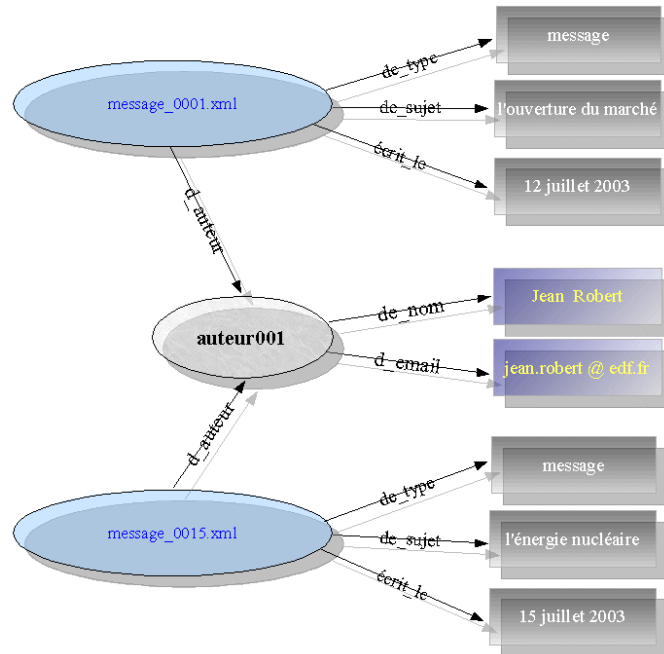 message
de_type
message_0001.xml
de_sujet
l'ouverture du marché
écrit_le
12 juillet 2003
d_auteur
Jean Robert
de_nom
auteur001
d_email
jean.robert @ edf.fr
d_auteur
message
de_type
message_0015.xml
de_sujet
l'énergie nucléaire
écrit_le
15 juillet 2003